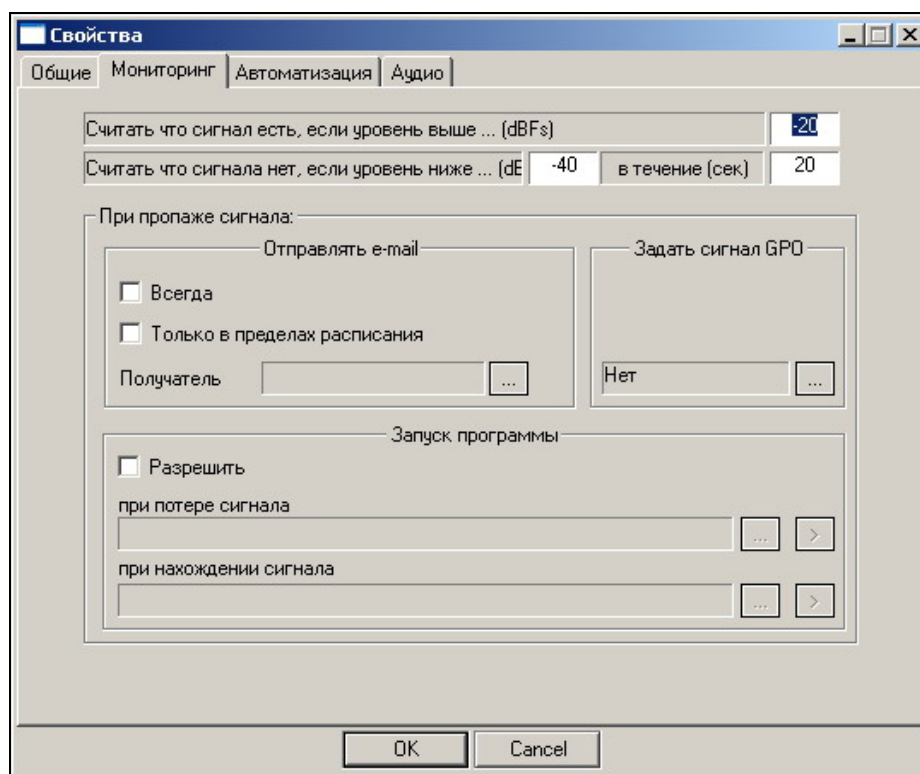 Свойства
Общие Мониторинг Автоматизация Аудио
Считать что сигнал есть, если уровень выше ... (dBFs) -20
Считать что сигнала нет, если уровень ниже ... (dE -40 в течение (сек) 20
При пропаже сигнала:
Отправлять e-mail
Всегда
Только в пределах расписания
Получатель ...
Задать сигнал GPO
Нет ...
Запуск программы
Разрешить
при потере сигнала
... >
при нахождении сигнала
... >
OK Cancel